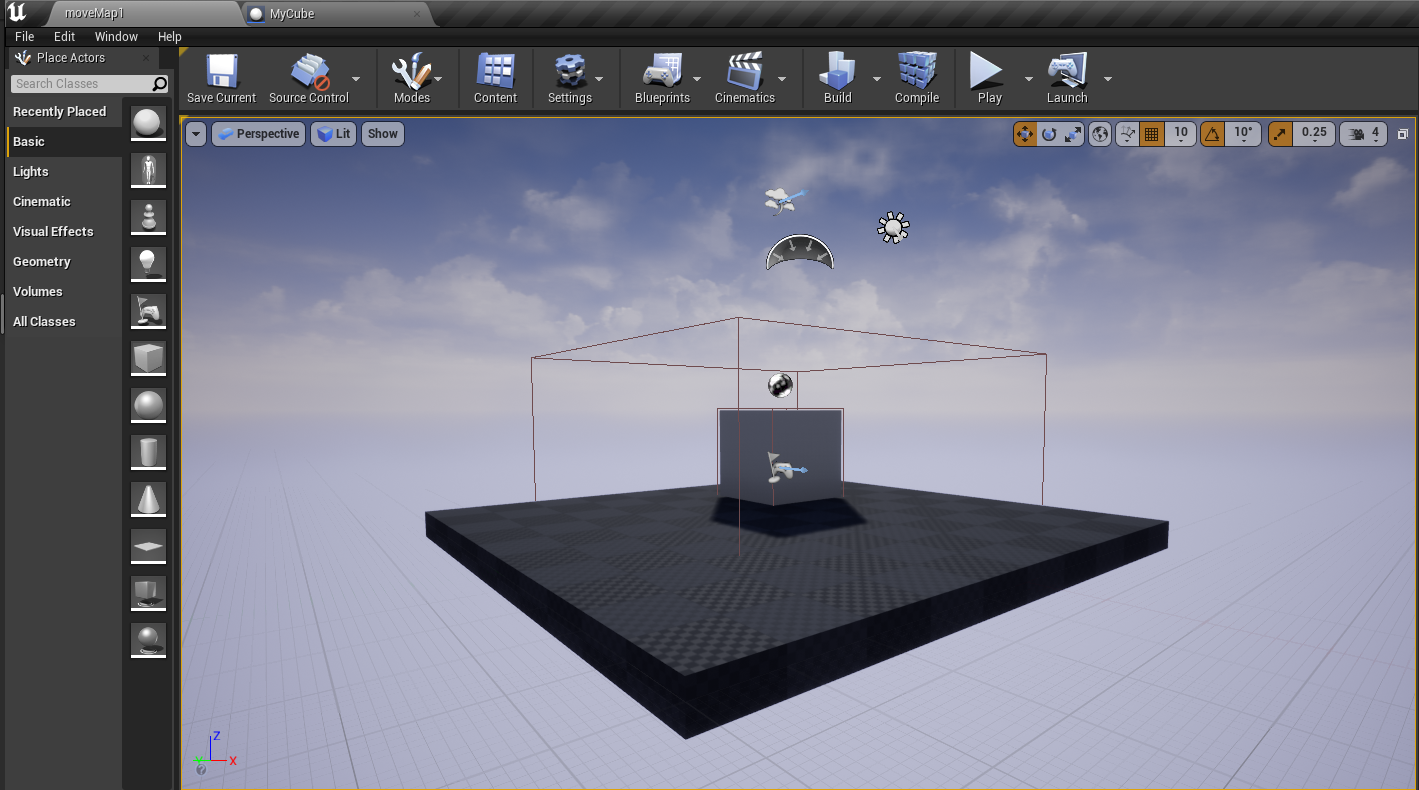 moveMap1
MyCube
File Edit Window Help
Place Actors
Search Classes
Recently Placed
Basic
Lights
Cinematic
Visual Effects
Geometry
Volumes
All Classes
Save Current Source Control Modes Content Settings Blueprints Cinematics Build Compile Play Launch
Perspective Lit Show
10 10° 0.25 4
Z
X
?